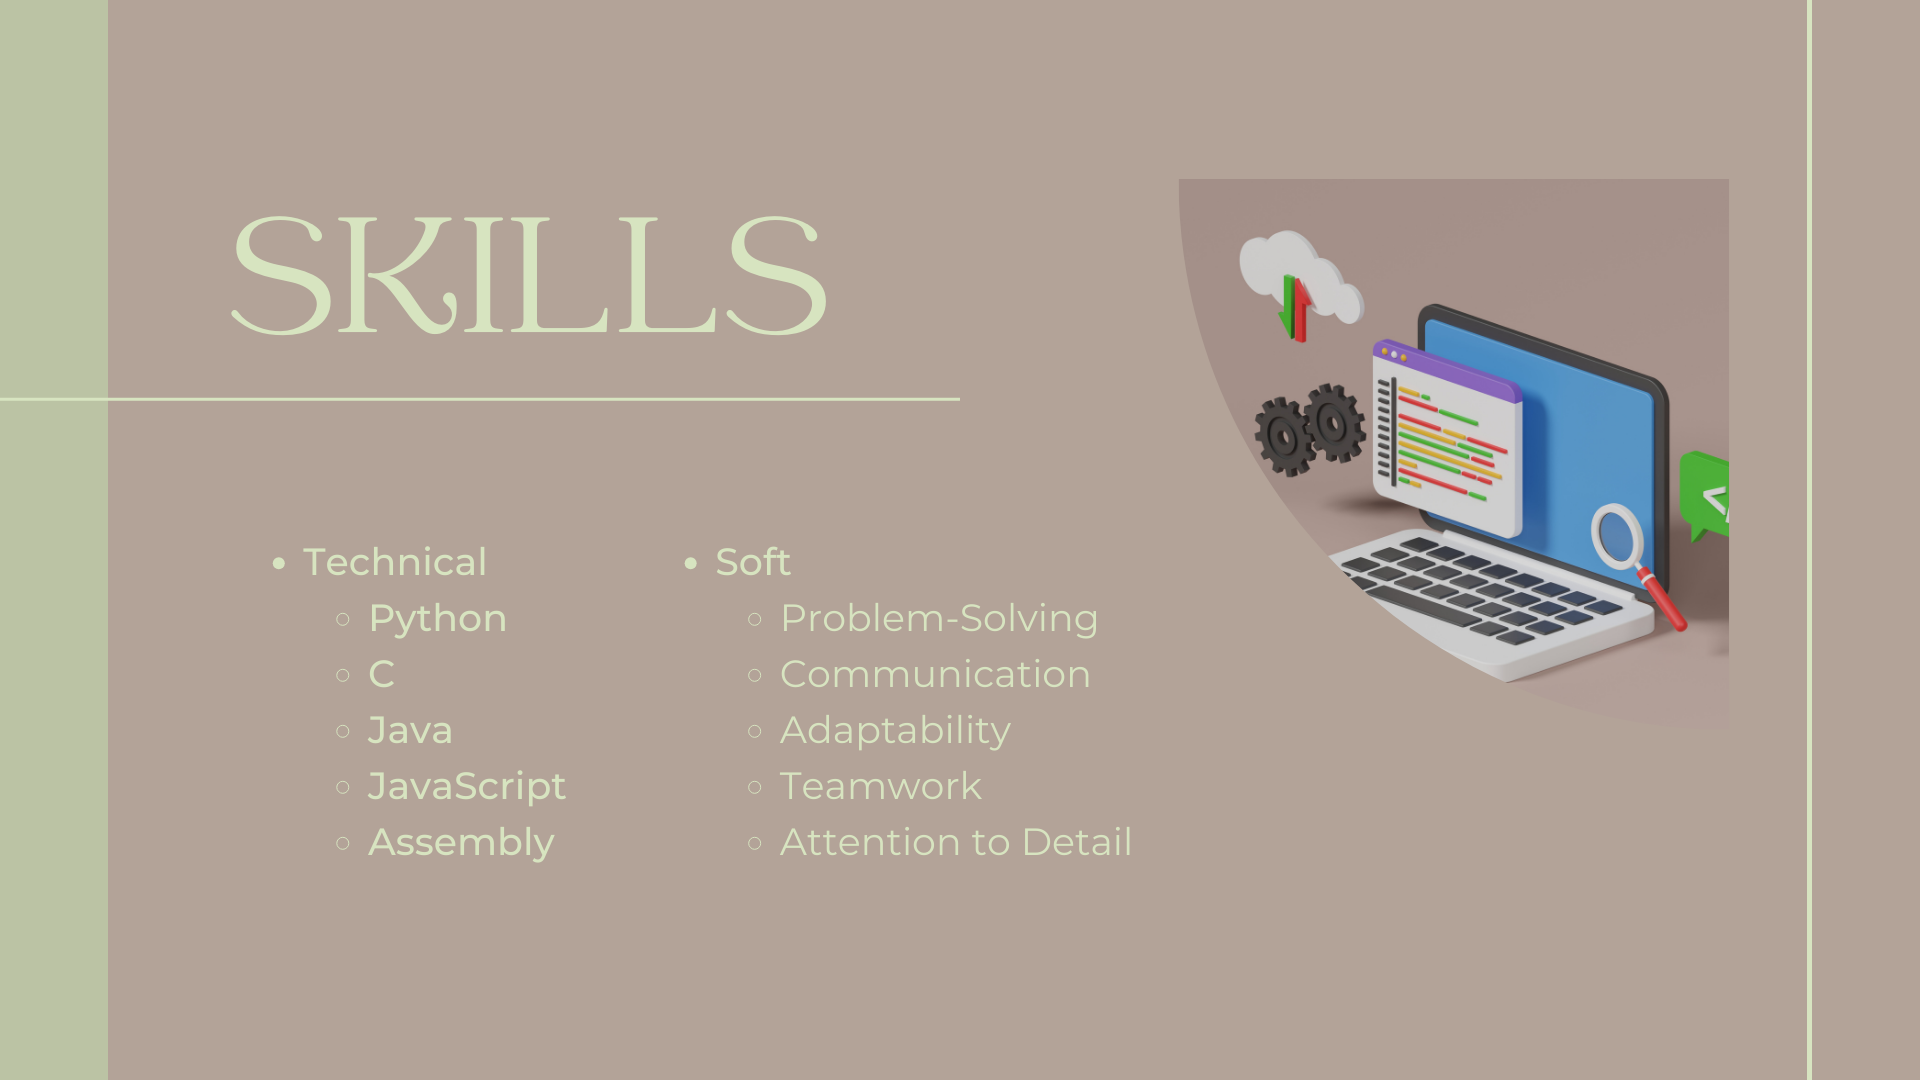 SKILLS
• Technical
○ Python
○ C
○ Java
○ JavaScript
○ Assembly
• Soft
○ Problem-Solving
○ Communication
○ Adaptability
○ Teamwork
○ Attention to Detail